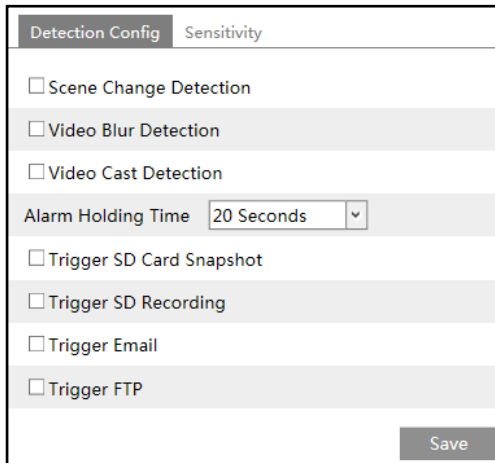 Detection Config Sensitivity
Scene Change Detection
Video Blur Detection
Video Cast Detection
Alarm Holding Time 20 Seconds
Trigger SD Card Snapshot
Trigger SD Recording
Trigger Email
Trigger FTP
Save